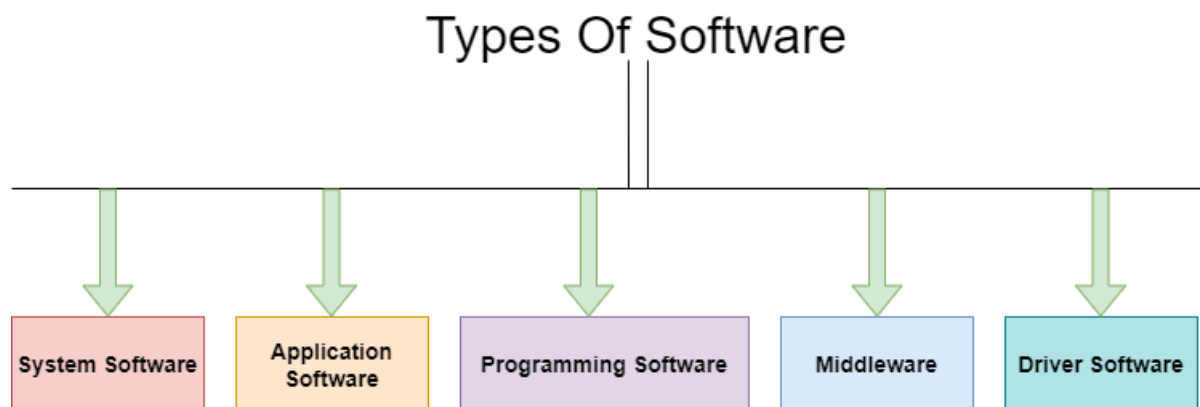 Types Of Software
System Software
Application
Software
Programming Software
Middleware
Driver Software